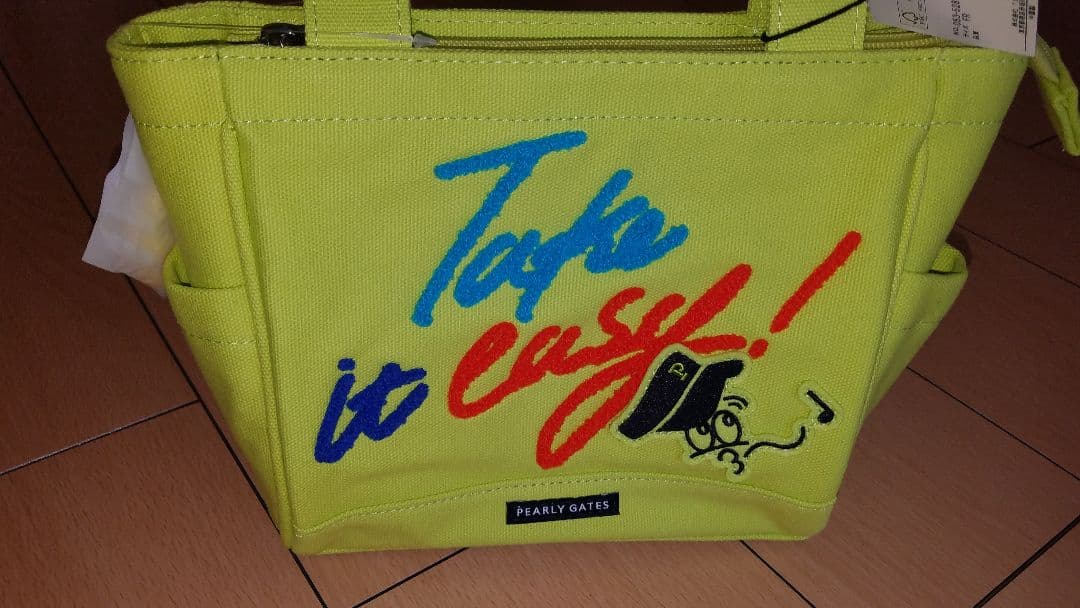 Take
it easy!
P
PEARLY GATES